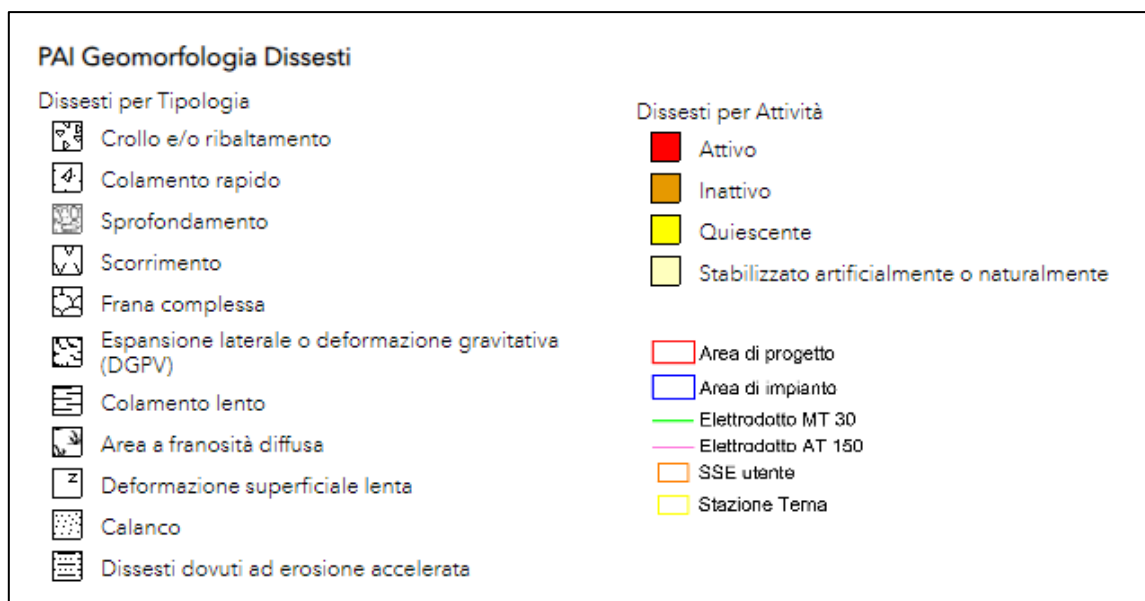 PAI Geomorfologia Dissesti
Dissesti per Tipologia
Crollo e/o ribaltamento
Colamento rapido
Sprofondamento
Scorrimento
Frana complessa
Espansione laterale o deformazione gravitativa
(DGPV)
Colamento lento
Area a franosità diffusa
Deformazione superficiale lenta
Z
Calanco
Dissesti dovuti ad erosione accelerata
Dissesti per Attività
Attivo
Inattivo
Quiescente
Stabilizzato artificialmente o naturalmente
Area di progetto
Area di impianto
Elettrodotto MT 30
Elettrodotto AT 150
SSE utente
Stazione Terna